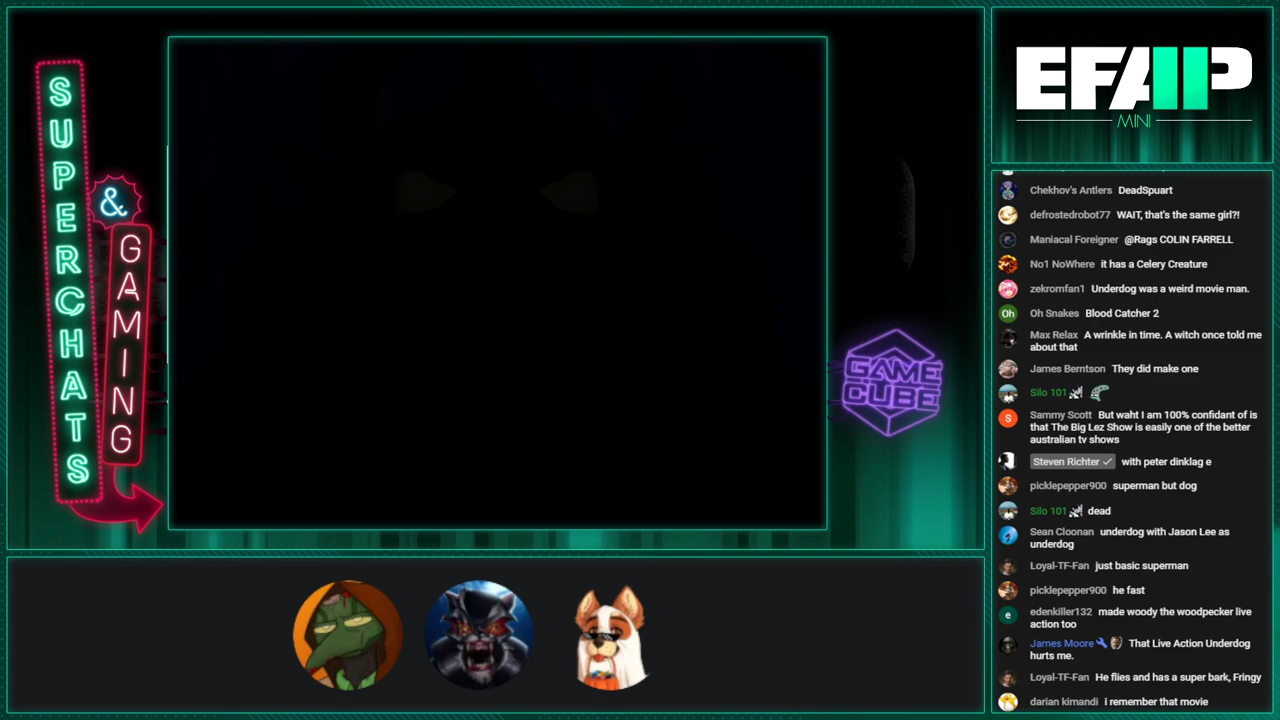 SUPERCHATS
&
GAMING
GAME
CUBE
EFAP
MINI
Chekhov's Antlers DeadSpuart
defrostedrobot77 WAIT, that's the same girl?!
Maniacal Foreigner @Rags COLIN FARRELL
No1 NoWhere it has a Celery Creature
zekromfan1 Underdog was a weird movie man.
Oh Oh Snakes Blood Catcher 2
Max Relax A wrinkle in time. A witch once told me
about that
James Berntson They did make one
Silo 101
S Sammy Scott But waht I am 100% confidant of is
that The Big Lez Show is easily one of the better
australian tv shows
Steven Richter with peter dinklag e
picklepepper900 superman but dog
Silo 101 dead
Sean Cloonan underdog with Jason Lee as
underdog
Loyal-TF-Fan just basic superman
picklepepper900 he fast
e edenkiller132 made woody the woodpecker live
action too
James Moore That Live Action Underdog
hurts me.
Loyal-TF-Fan He flies and has a super bark, Fringy
darian kimandi i remember that movie